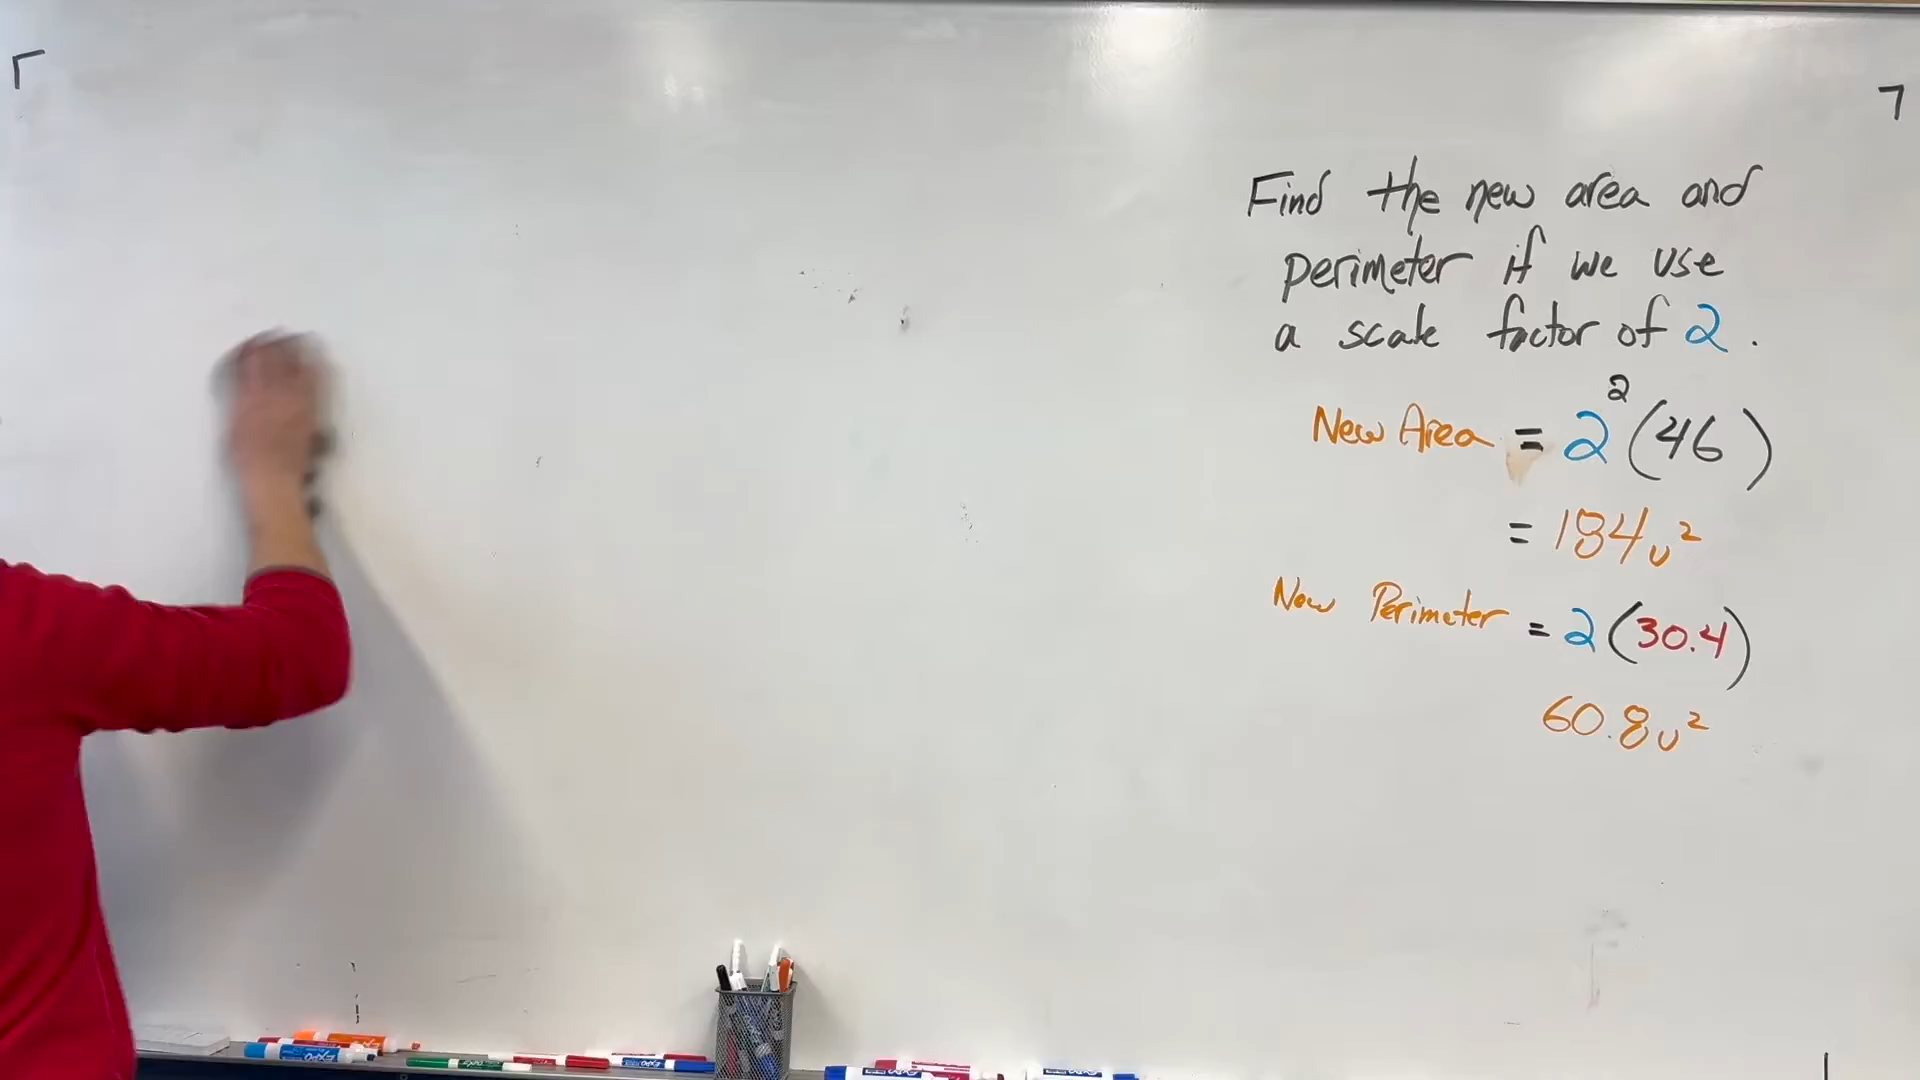 Find the new area and
perimeter if we use
a scale factor of 2.
New Area = 2²(46)
= 184u²
New Perimeter = 2(30.4)
60.8u²